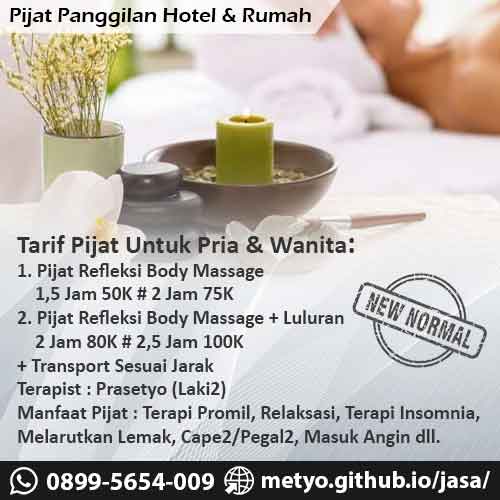 Pijat Panggilan Hotel & Rumah
Tarif Pijat Untuk Pria & Wanita:
1. Pijat Refleksi Body Massage
1,5 Jam 50K # 2 Jam 75K
2. Pijat Refleksi Body Massage + Luluran
2 Jam 80K # 2,5 Jam 100K
+ Transport Sesuai Jarak
Terapist : Prasetyo (Laki2)
Manfaat Pijat : Terapi Promil, Relaksasi, Terapi Insomnia,
Melarutkan Lemak, Cape2/Pegal2, Masuk Angin dll.
NEW NORMAL
0899-5654-009 metyo.github.io/jasa/